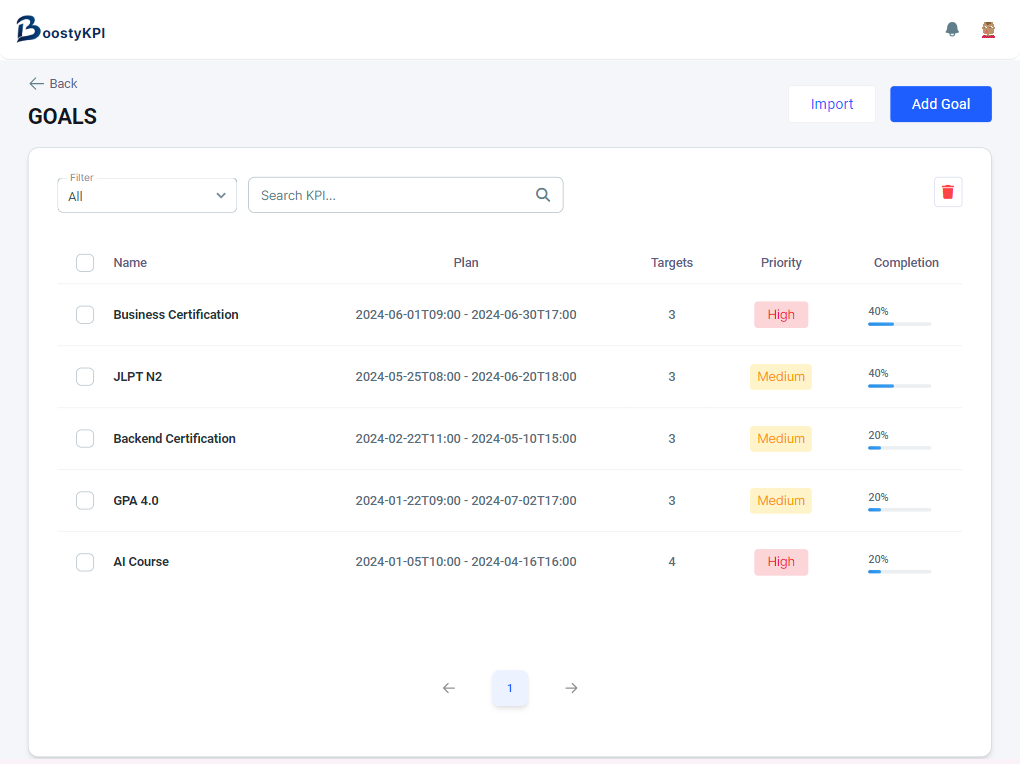 BoostyKPI
Back
GOALS
Import
Add Goal
Filter
All
Search KPI...
Name Plan Targets Priority Completion
Business Certification 2024-06-01T09:00 - 2024-06-30T17:00 3 High 40%
JLPT N2 2024-05-25T08:00 - 2024-06-20T18:00 3 Medium 40%
Backend Certification 2024-02-22T11:00 - 2024-05-10T15:00 3 Medium 20%
GPA 4.0 2024-01-22T09:00 - 2024-07-02T17:00 3 Medium 20%
AI Course 2024-01-05T10:00 - 2024-04-16T16:00 4 High 20%
1